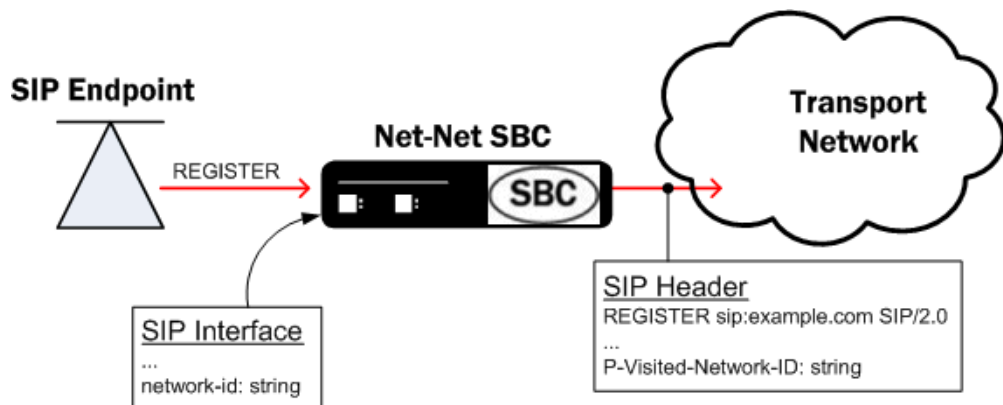 SIP Endpoint
REGISTER
Net-Net SBC
SBC
Transport
Network
SIP Interface
...
network-id: string
SIP Header
REGISTER sip:example.com SIP/2.0
...
P-Visited-Network-ID: string